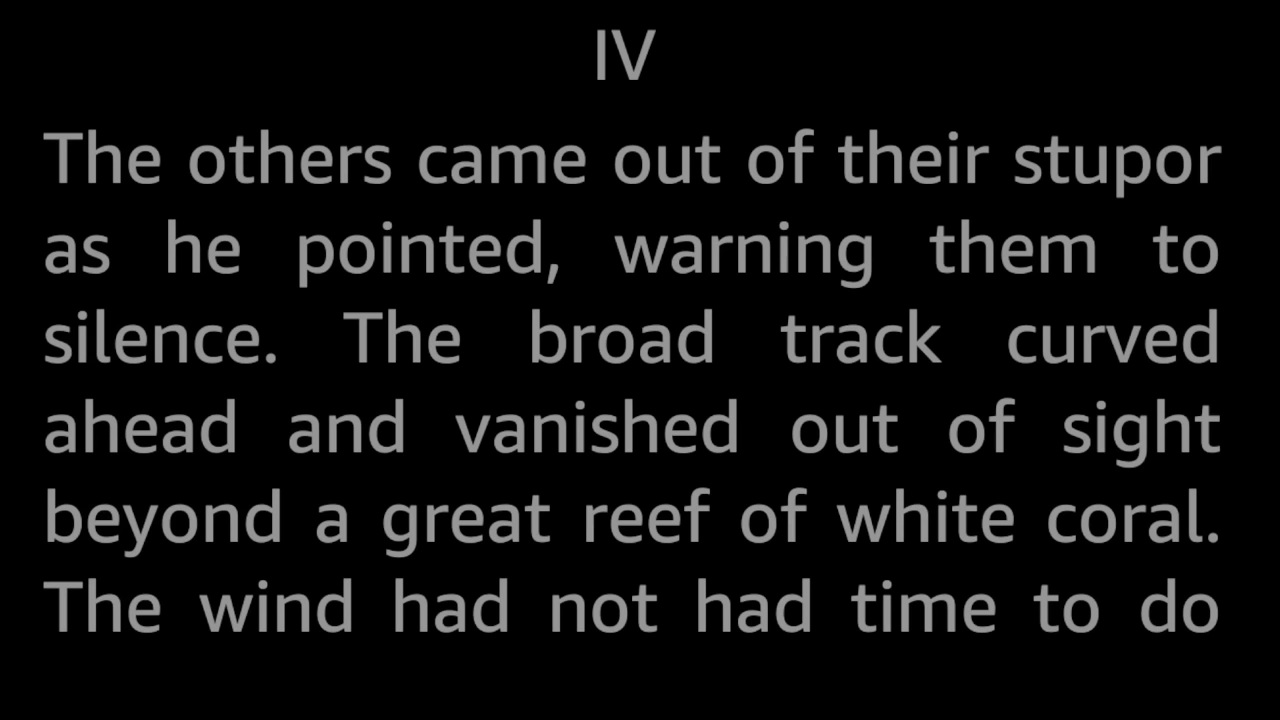 IV
The others came out of their stupor
as he pointed, warning them to
silence. The broad track curved
ahead and vanished out of sight
beyond a great reef of white coral.
The wind had not had time to do